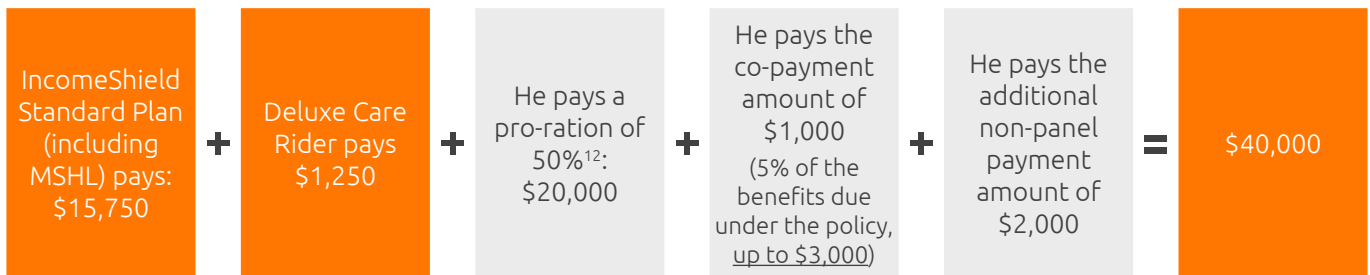 IncomeShield
Standard Plan
(including
MSHL) pays:
$15,750
+
Deluxe Care
Rider pays
$1,250
+
He pays a
pro-ration of
50%¹²:
$20,000
+
He pays the
co-payment
amount of
$1,000
(5% of the
benefits due
under the policy,
up to $3,000)
+
He pays the
additional
non-panel
payment
amount of
$2,000
=
$40,000